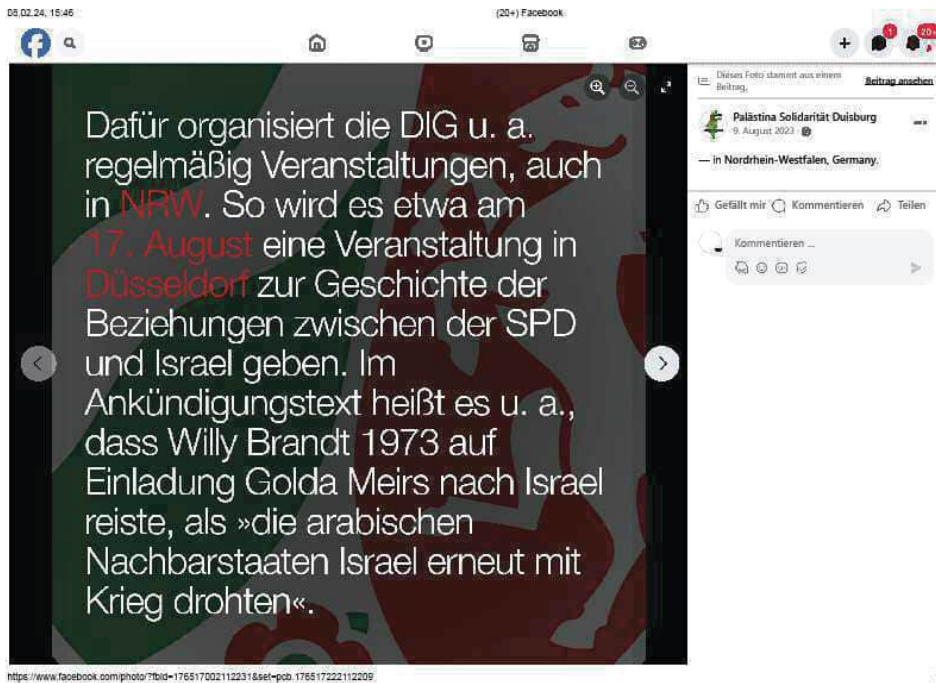 08.02.24, 15:46
(20+) Facebook
1
20+
Dieses Foto stammt aus einem
Beitrag.
Beitrag ansehen
Palästina Solidarität Duisburg
9. August 2023
— in Nordrhein-Westfalen, Germany.
Gefällt mir
Kommentieren
Teilen
Kommentieren ...
Dafür organisiert die DIG u. a.
regelmäßig Veranstaltungen, auch
in NRW. So wird es etwa am
17. August eine Veranstaltung in
Düsseldorf zur Geschichte der
Beziehungen zwischen der SPD
und Israel geben. Im
Ankündigungstext heißt es u. a.,
dass Willy Brandt 1973 auf
Einladung Golda Meirs nach Israel
reiste, als »die arabischen
Nachbarstaaten Israel erneut mit
Krieg drohten«.
https://www.facebook.com/photo/?fbid=176517002112231&set=pcb.176517222112209